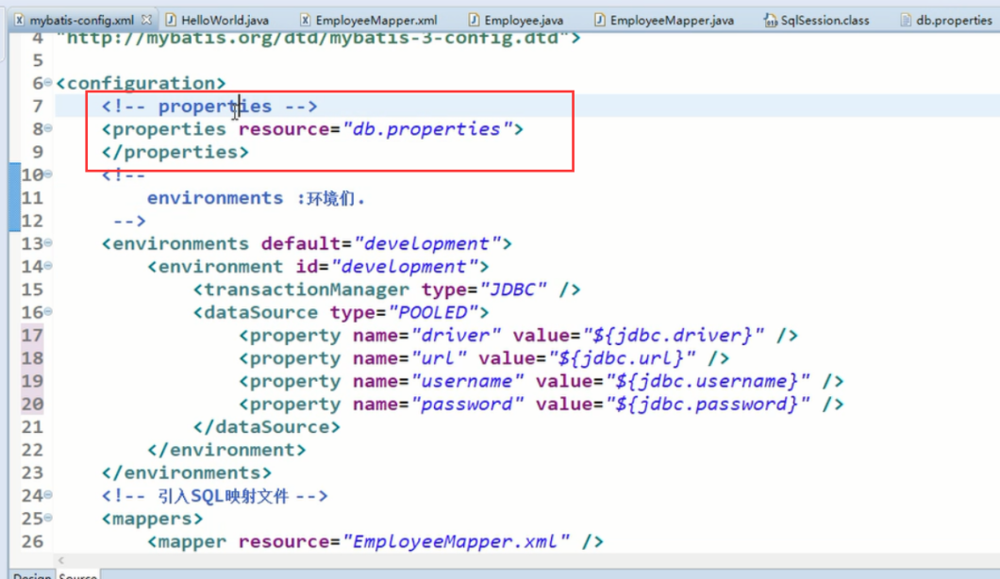 mybatis-config.xml HelloWorld.java EmployeeMapper.xml Employee.java EmployeeMapper.java SqlSession.class db.properties
4 "http://mybatis.org/dtd/mybatis-3-config.dtd">
5
6 <configuration>
7 <!-- properties -->
8 <properties resource="db.properties">
9 </properties>
10 <!--
11 environments :环境们.
12 -->
13 <environments default="development">
14 <environment id="development">
15 <transactionManager type="JDBC" />
16 <dataSource type="POOLED">
17 <property name="driver" value="${jdbc.driver}" />
18 <property name="url" value="${jdbc.url}" />
19 <property name="username" value="${jdbc.username}" />
20 <property name="password" value="${jdbc.password}" />
21 </dataSource>
22 </environment>
23 </environments>
24 <!-- 引入SQL映射文件 -->
25 <mappers>
26 <mapper resource="EmployeeMapper.xml" />
Design Source